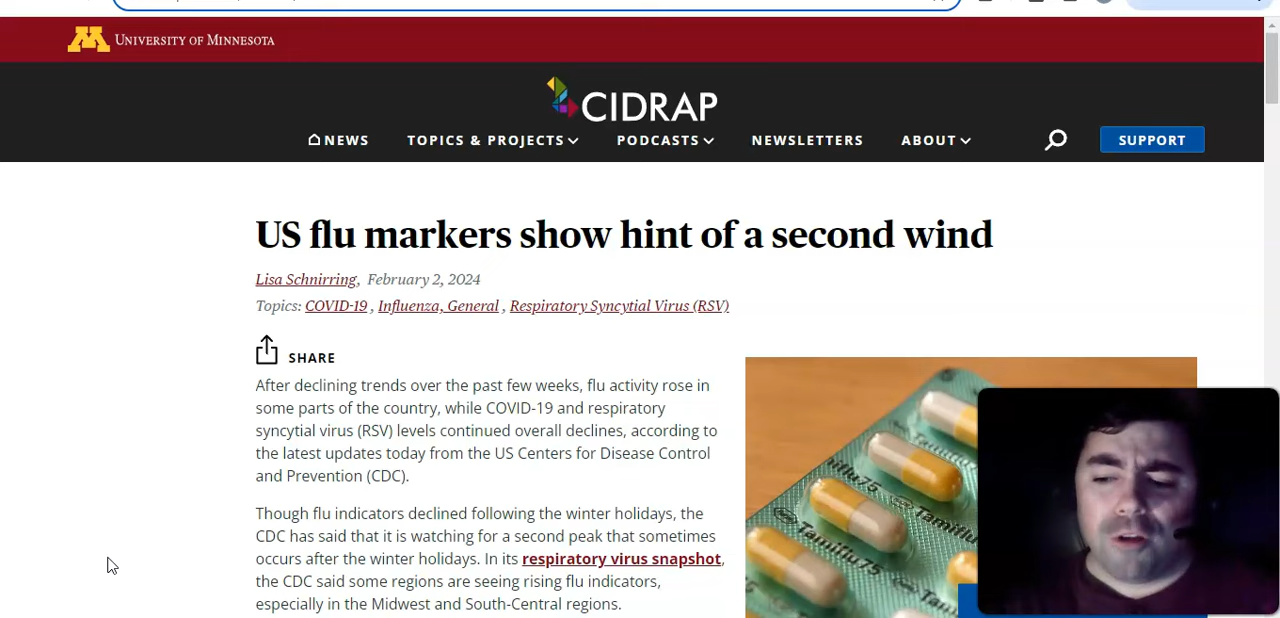 UNIVERSITY OF MINNESOTA
CIDRAP
NEWS TOPICS & PROJECTS PODCASTS NEWSLETTERS ABOUT SUPPORT
US flu markers show hint of a second wind
Lisa Schnirring, February 2, 2024
Topics: COVID-19 , Influenza, General , Respiratory Syncytial Virus (RSV)
SHARE
After declining trends over the past few weeks, flu activity rose in
some parts of the country, while COVID-19 and respiratory
syncytial virus (RSV) levels continued overall declines, according to
the latest updates today from the US Centers for Disease Control
and Prevention (CDC).
Though flu indicators declined following the winter holidays, the
CDC has said that it is watching for a second peak that sometimes
occurs after the winter holidays. In its respiratory virus snapshot,
the CDC said some regions are seeing rising flu indicators,
especially in the Midwest and South-Central regions.
Tamiflu75